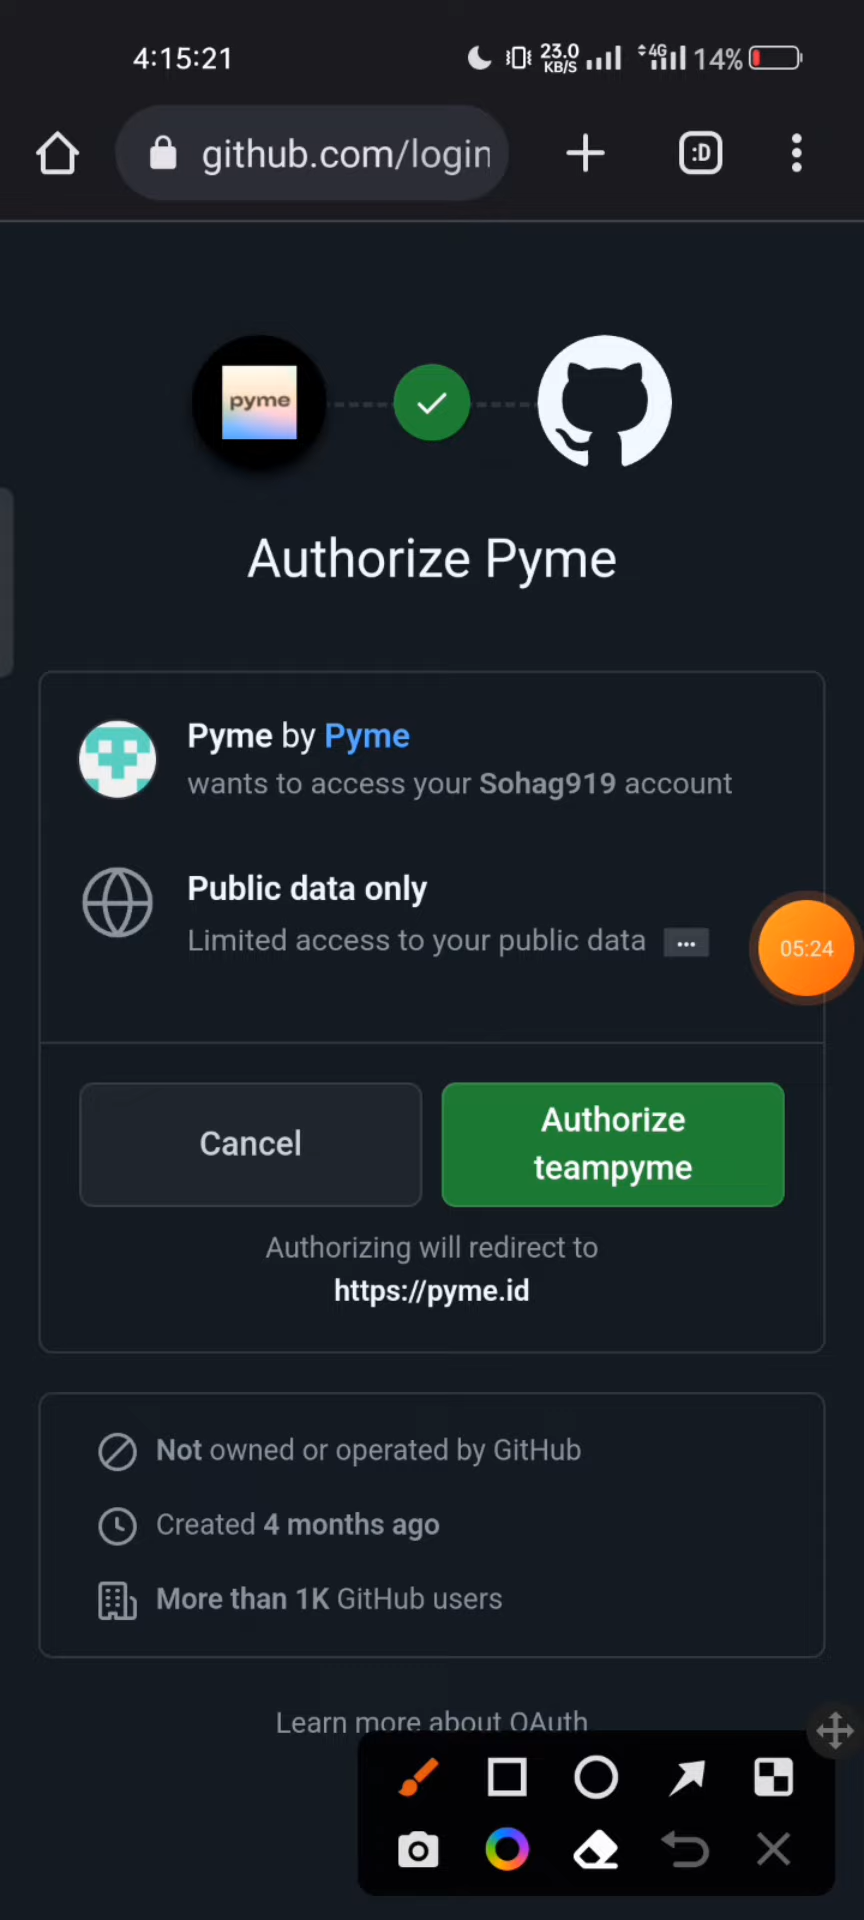 4:15:21
23.0
KB/S
4G
14%
github.com/login
:D
pyme
Authorize Pyme
Pyme by Pyme
wants to access your Sohag919 account
Public data only
Limited access to your public data
05:24
Cancel
Authorize
teampyme
Authorizing will redirect to
https://pyme.id
Not owned or operated by GitHub
Created 4 months ago
More than 1K GitHub users
Learn more about OAuth